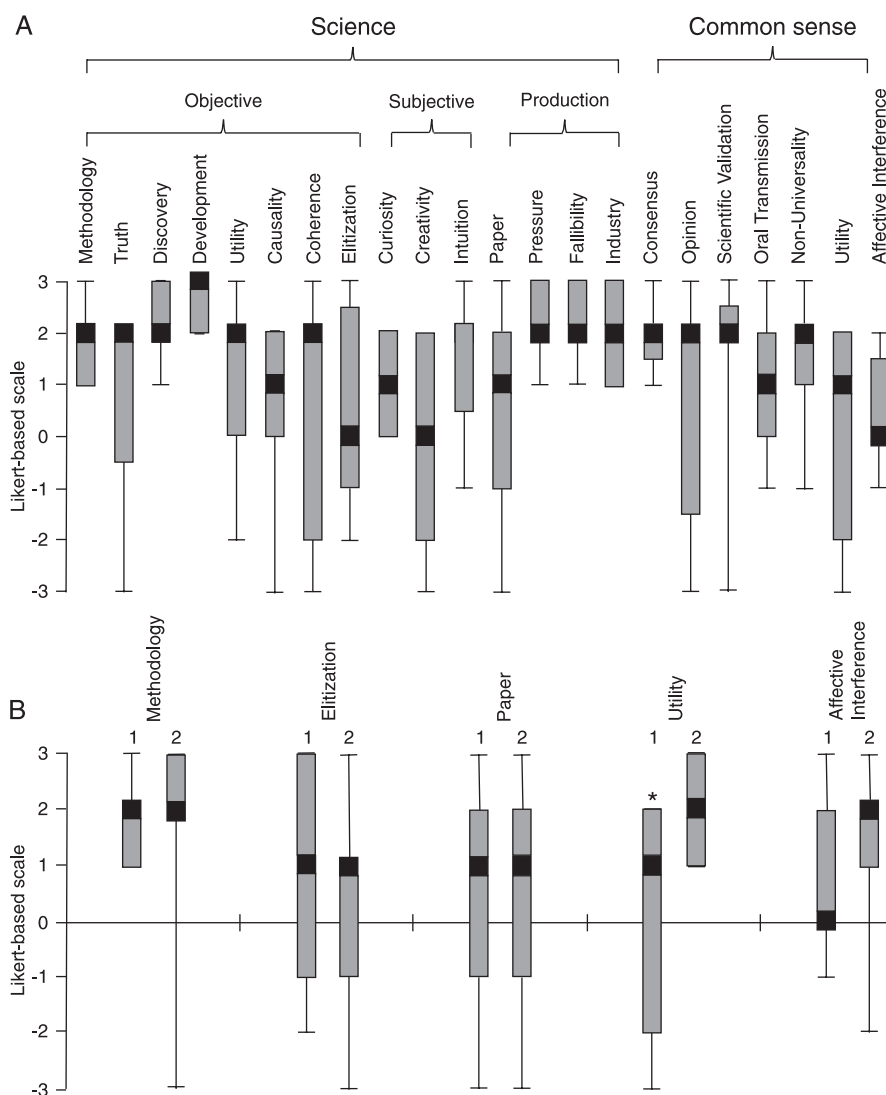 A
Science
Common sense
Objective
Subjective
Production
Methodology
Truth
Discovery
Development
Utility
Causality
Coherence
Elitization
Curiosity
Creativity
Intuition
Paper
Pressure
Fallibility
Industry
Consensus
Opinion
Scientific Validation
Oral Transmission
Non-Universality
Utility
Affective Interference
Likert-based scale
3
2
1
0
-1
-2
-3
B
Methodology
Elitization
Paper
Utility
Affective
Interference
1 2 1 2 1 2 1 2 1 2
*
Likert-based scale
3
2
1
0
-1
-2
-3